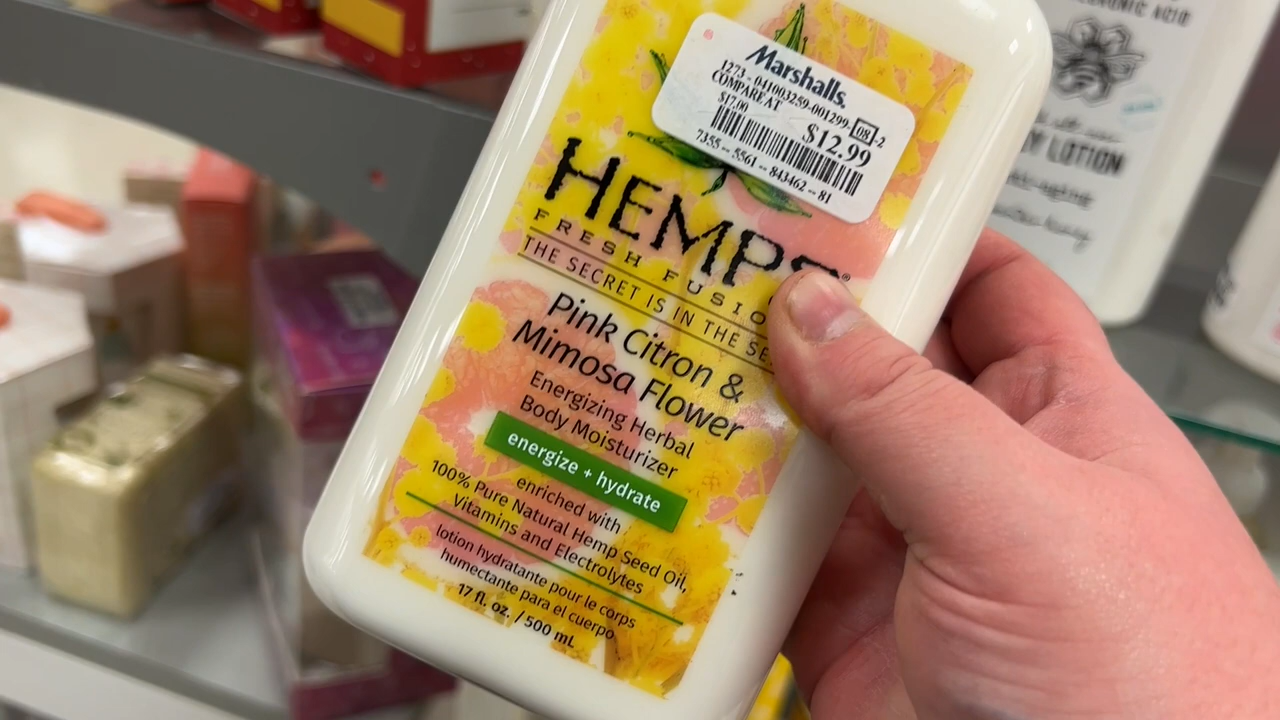 Marshalls.
1273 - 041003259-001299-08-2
COMPARE AT
$17.00
$12.99
7355 -- 5561 -- 843462 -- 81
HEMPS
FRESH FUSIO
THE SECRET IS IN THE SE
Pink Citron &
Mimosa Flower
Energizing Herbal
Body Moisturizer
energize + hydrate
enriched with
100% Pure Natural Hemp Seed Oil,
Vitamins and Electrolytes
lotion hydratante pour le corps
humectante para el cuerpo
17 fl. oz. / 500 mL
ACID
LOTION